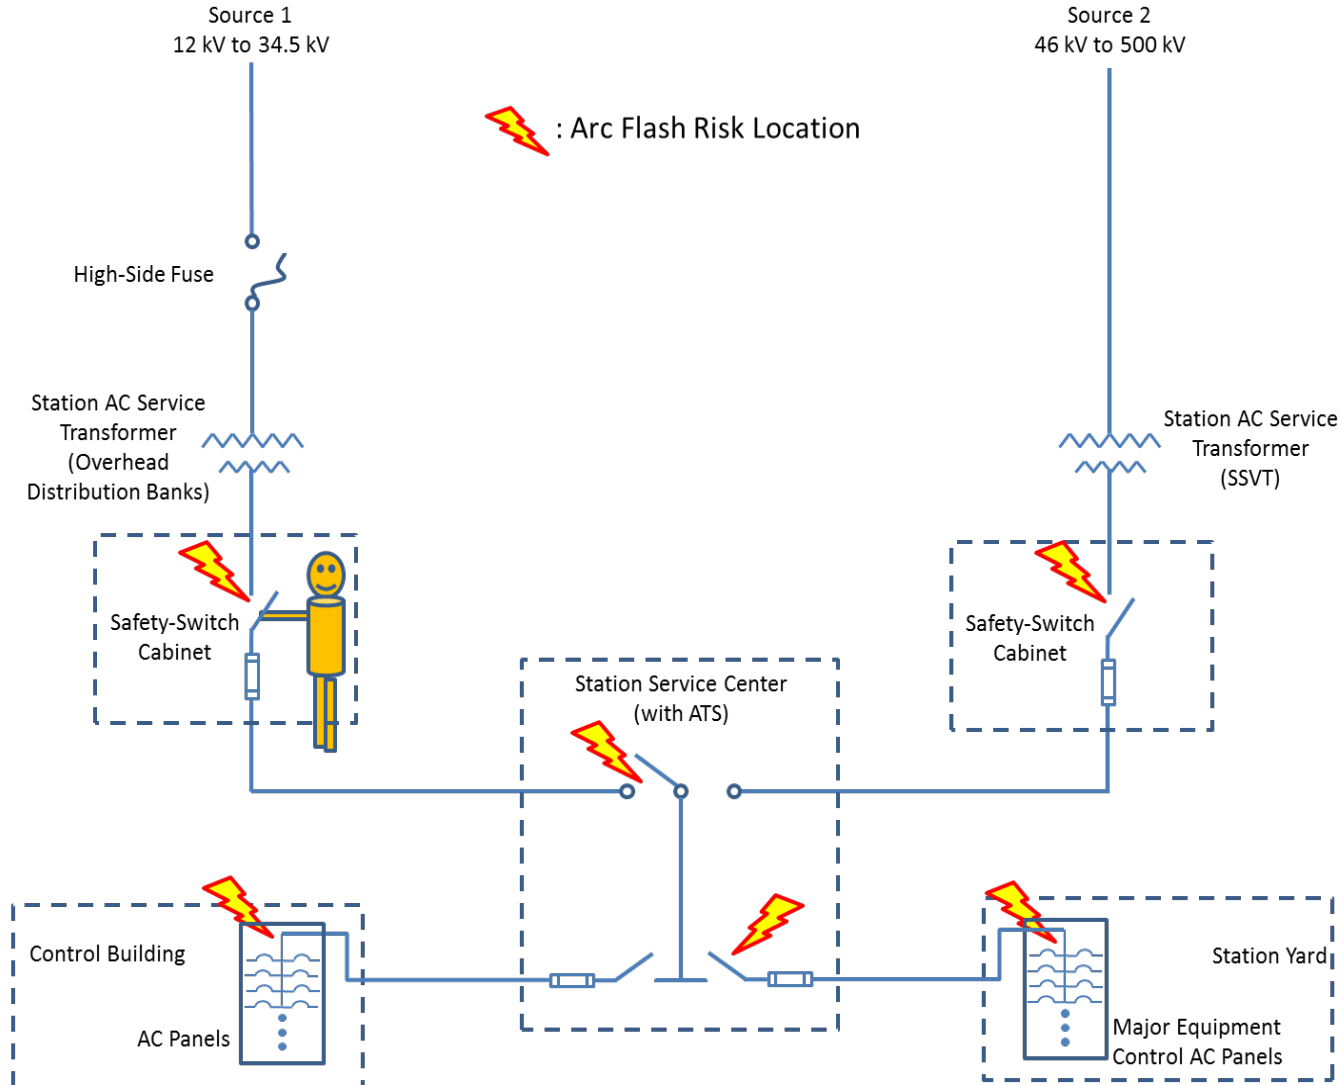 Source 1
12 kV to 34.5 kV
Source 2
46 kV to 500 kV
: Arc Flash Risk Location
High-Side Fuse
Station AC Service
Transformer
(Overhead
Distribution Banks)
Station AC Service
Transformer
(SSVT)
Safety-Switch
Cabinet
Safety-Switch
Cabinet
Station Service Center
(with ATS)
Control Building
AC Panels
Station Yard
Major Equipment
Control AC Panels